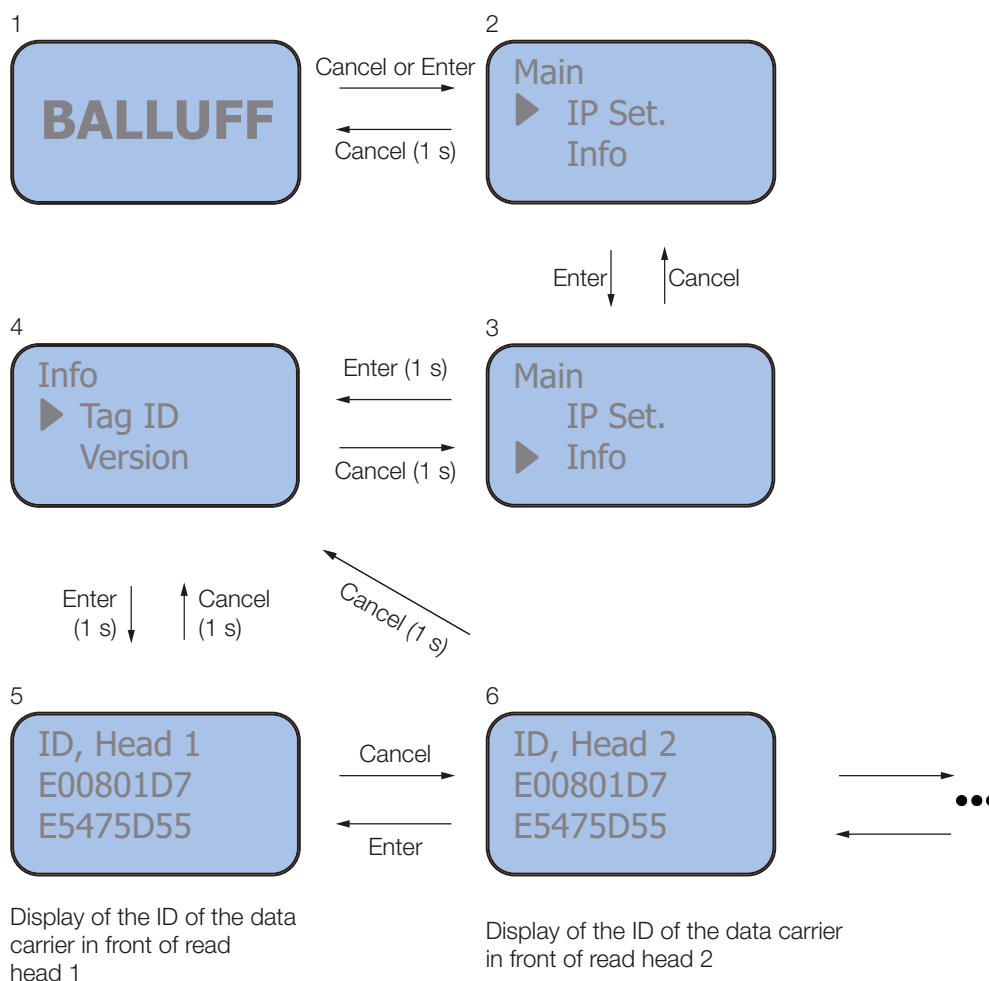 1
BALLUFF
Cancel or Enter
Cancel (1 s)
2
Main
IP Set.
Info
Enter
Cancel
4
Info
Tag ID
Version
Enter (1 s)
Cancel (1 s)
3
Main
IP Set.
Info
Enter
(1 s)
Cancel
(1 s)
Cancel (1 s)
5
ID, Head 1
E00801D7
E5475D55
Cancel
Enter
6
ID, Head 2
E00801D7
E5475D55
•••
Display of the ID of the data
carrier in front of read
head 1
Display of the ID of the data carrier
in front of read head 2